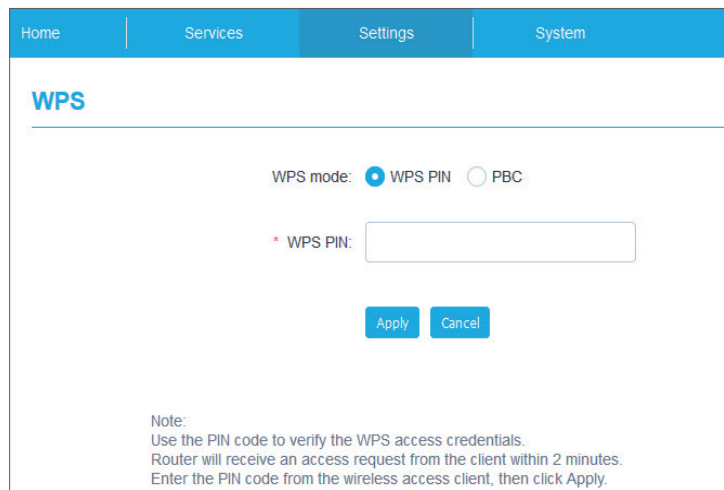 Home Services Settings System
WPS
WPS mode: WPS PIN PBC
* WPS PIN:
Apply Cancel
Note:
Use the PIN code to verify the WPS access credentials.
Router will receive an access request from the client within 2 minutes.
Enter the PIN code from the wireless access client, then click Apply.